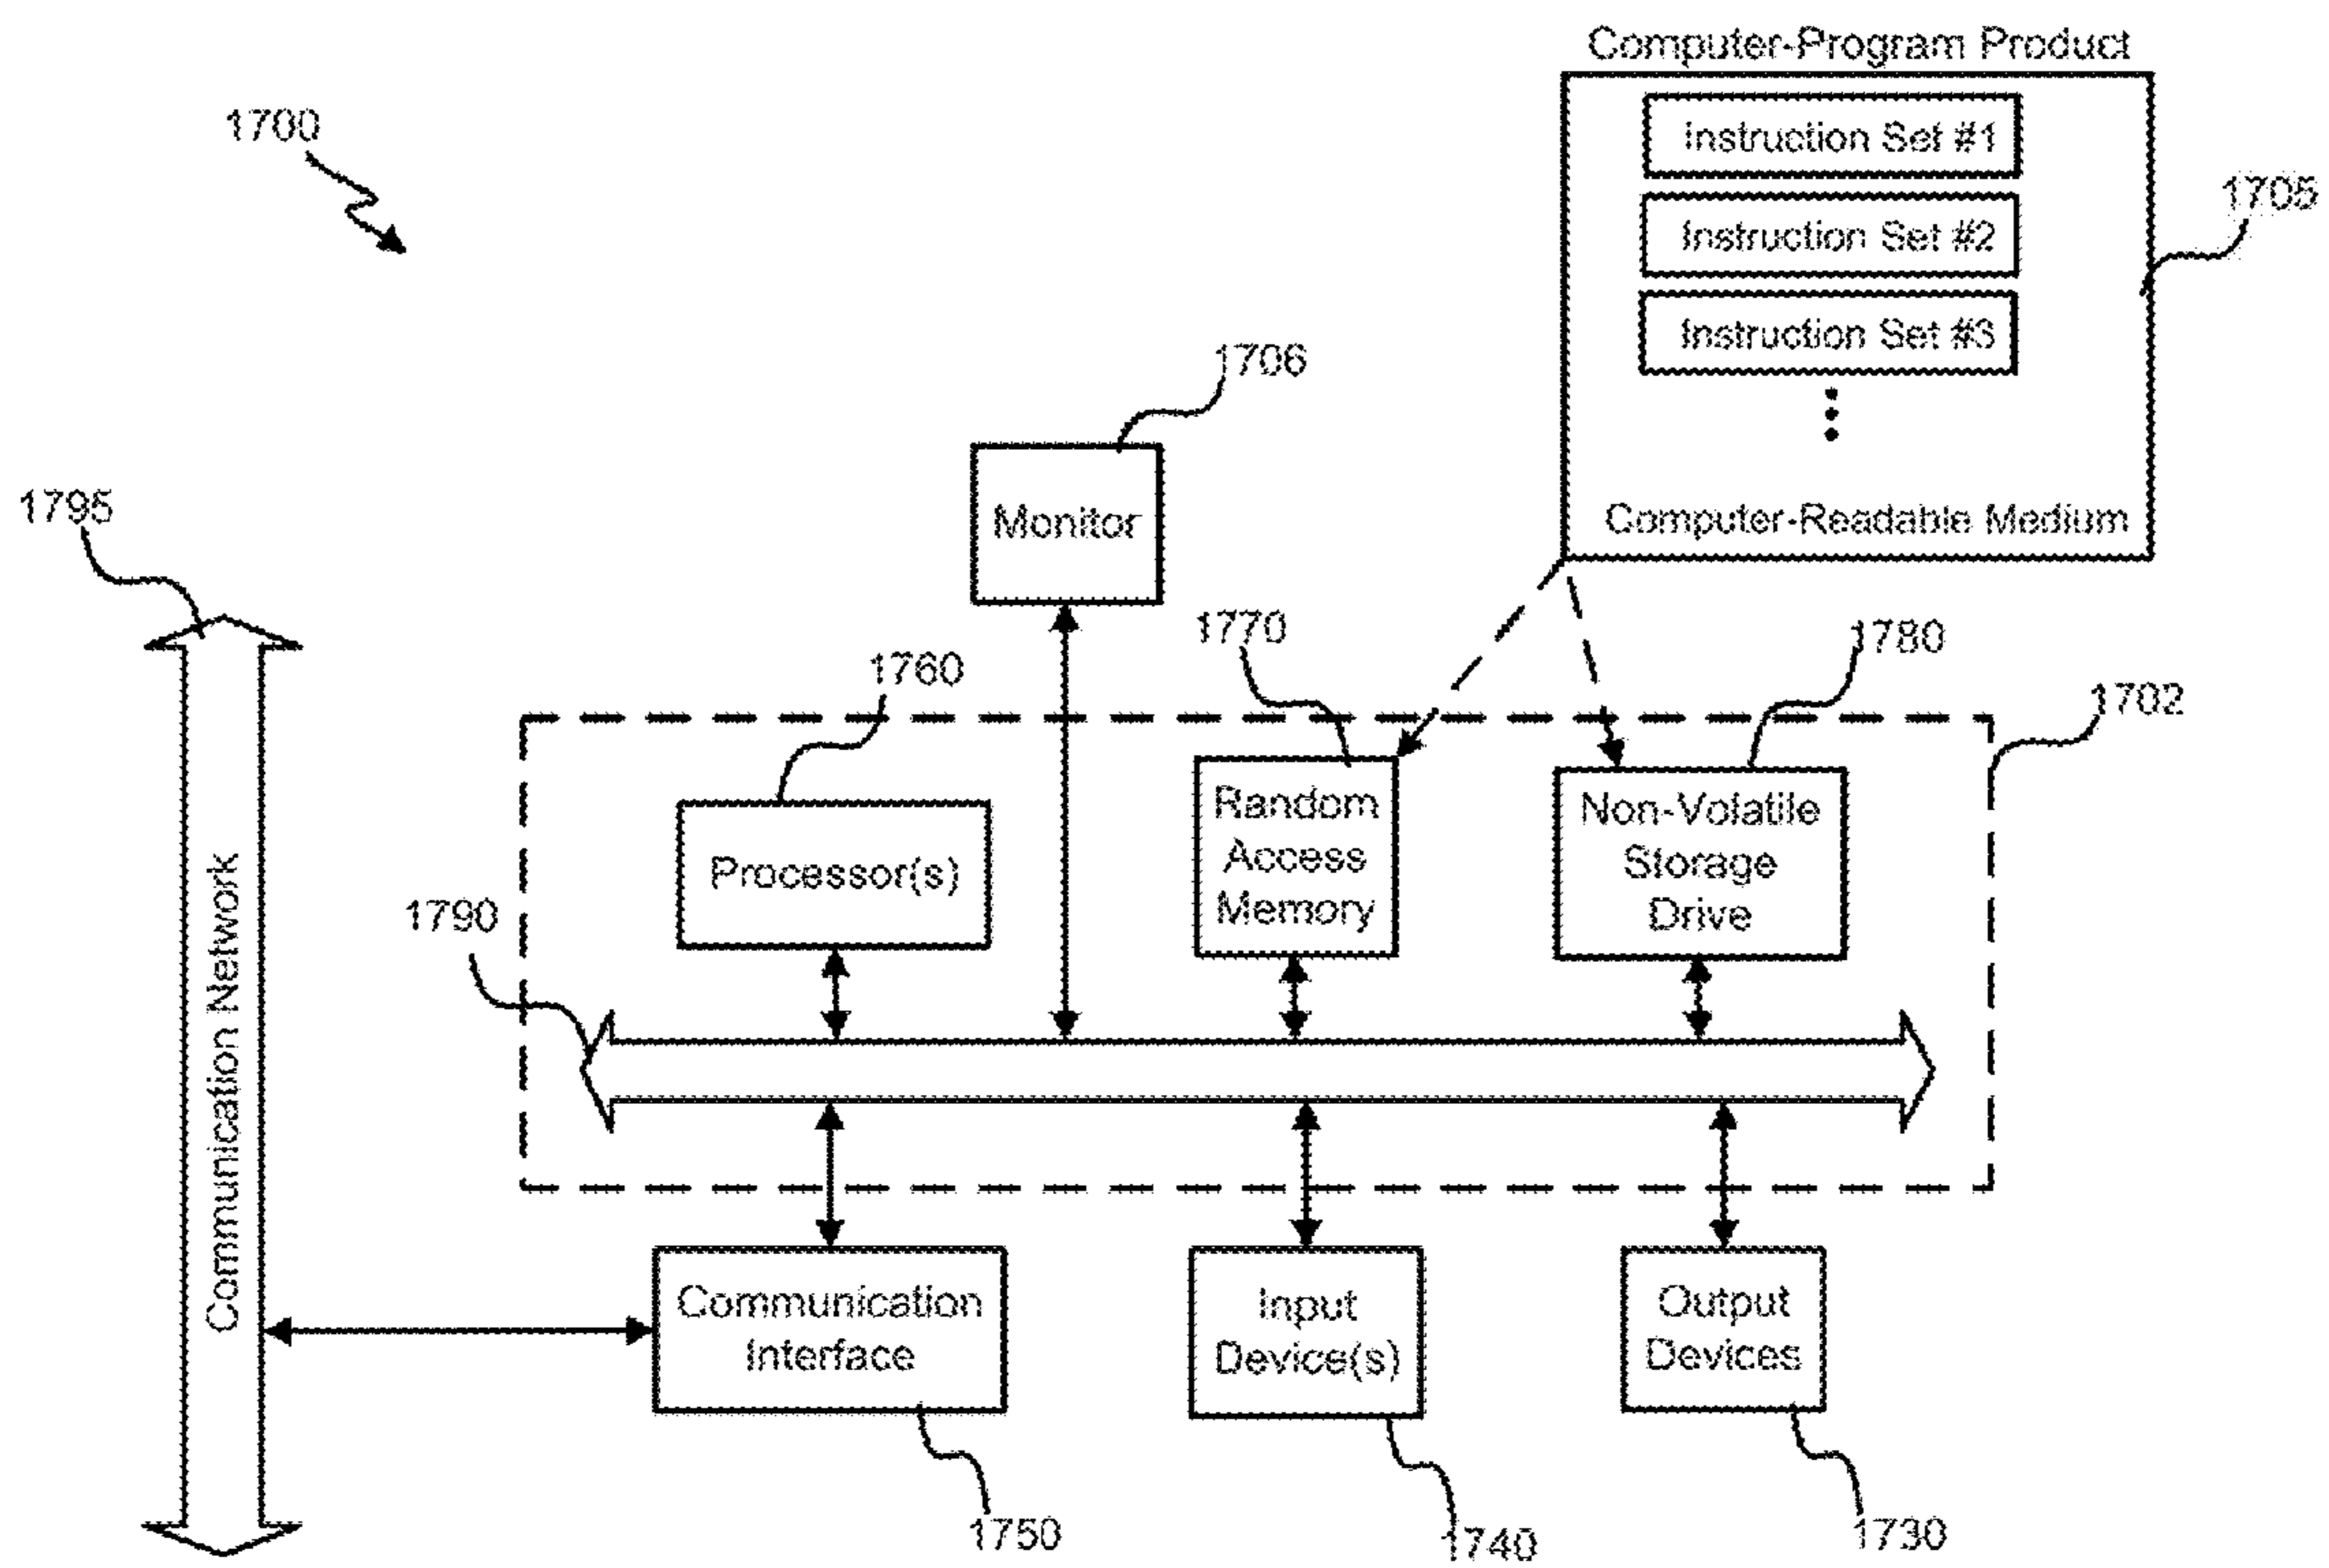 Computer-Program Product
1700
Instruction Set #1
1705
Instruction Set #2
Instruction Set #3
1706
1795
Monitor
Computer-Readable Medium
1770
1780
1760
1702
Random
Access
Memory
Non-Volatile
Storage
Drive
Processor(s)
1790
Communication Network
Communication
Interface
Input
Device(s)
Output
Devices
1750
1740
1730